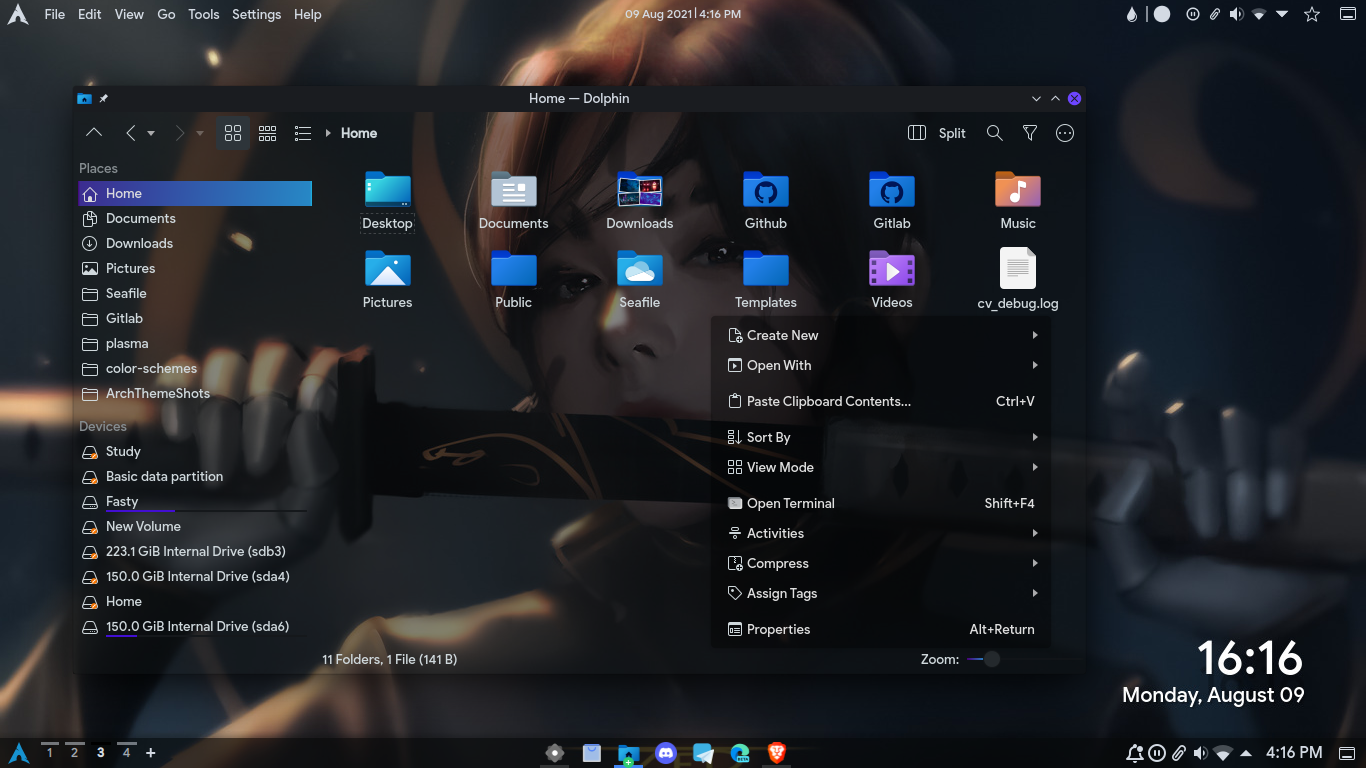 File Edit View Go Tools Settings Help
09 Aug 2021 | 4:16 PM
Home — Dolphin
Home
Split
Places
Home
Documents
Downloads
Pictures
Seafile
Gitlab
plasma
color-schemes
ArchThemeShots
Devices
Study
Basic data partition
Fasty
New Volume
223.1 GiB Internal Drive (sdb3)
150.0 GiB Internal Drive (sda4)
Home
150.0 GiB Internal Drive (sda6)
Desktop Documents Downloads Github Gitlab Music
Pictures Public Seafile Templates Videos cv_debug.log
Create New
Open With
Paste Clipboard Contents... Ctrl+V
Sort By
View Mode
Open Terminal Shift+F4
Activities
Compress
Assign Tags
Properties Alt+Return
11 Folders, 1 File (141 B)
Zoom:
16:16
Monday, August 09
1 2 3 4 +
BETA
4:16 PM